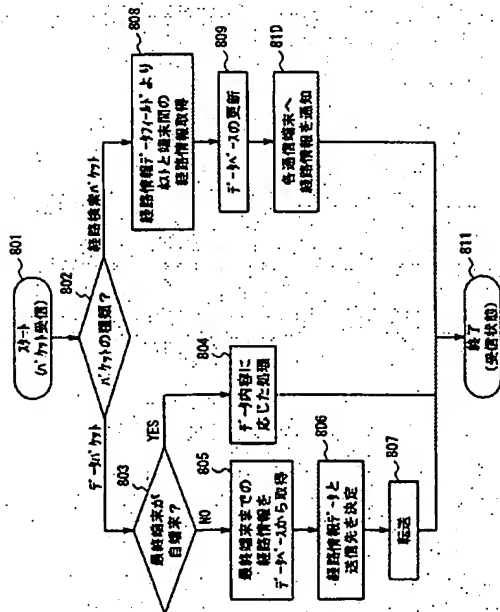 スタート
(パケット受信)
801
パケットの種類?
802
データパケット
経路検索パケット
最終端末が
自端末?
803
YES
NO
データ内容に
応じた処理
804
最終端末までの
経路情報を
データベースから取得
805
経路情報データと
送信先を決定
806
転送
807
経路情報データフィールドより
ホストと端末間の
経路情報取得
808
データベースの更新
809
各通信端末へ
経路情報を通知
810
終了
(受信状態)
811